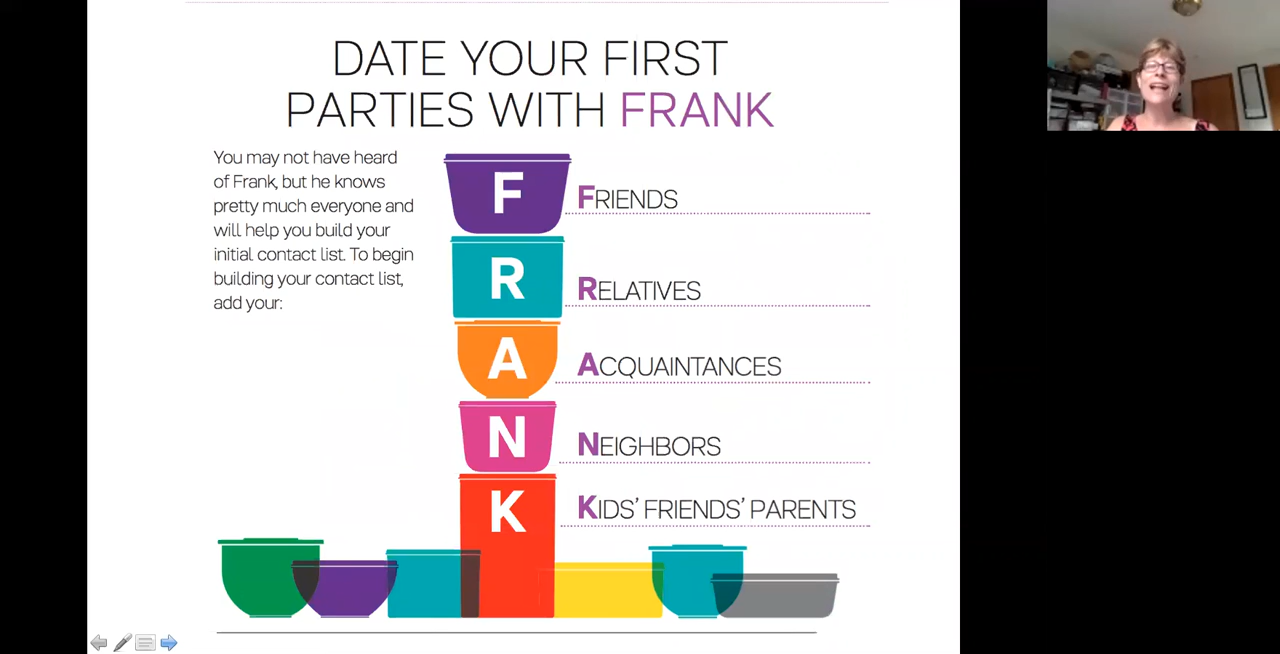 DATE YOUR FIRST
PARTIES WITH FRANK
You may not have heard
of Frank, but he knows
pretty much everyone and
will help you build your
initial contact list. To begin
building your contact list,
add your:
F
FRIENDS
R
RELATIVES
A
ACQUAINTANCES
N
NEIGHBORS
K
KIDS' FRIENDS' PARENTS